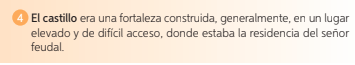 4 El castillo era una fortaleza construida, generalmente, en un lugar
elevado y de difícil acceso, donde estaba la residencia del señor
feudal.